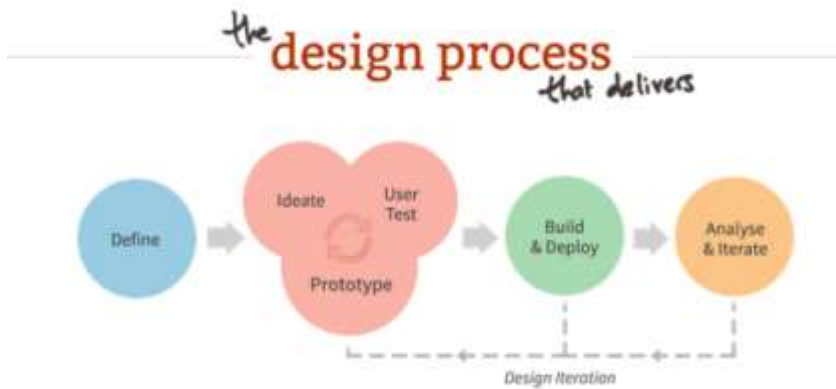 the
design process
that delivers
Define
Ideate
User
Test
Prototype
Build
& Deploy
Analyse
& Iterate
Design Iteration